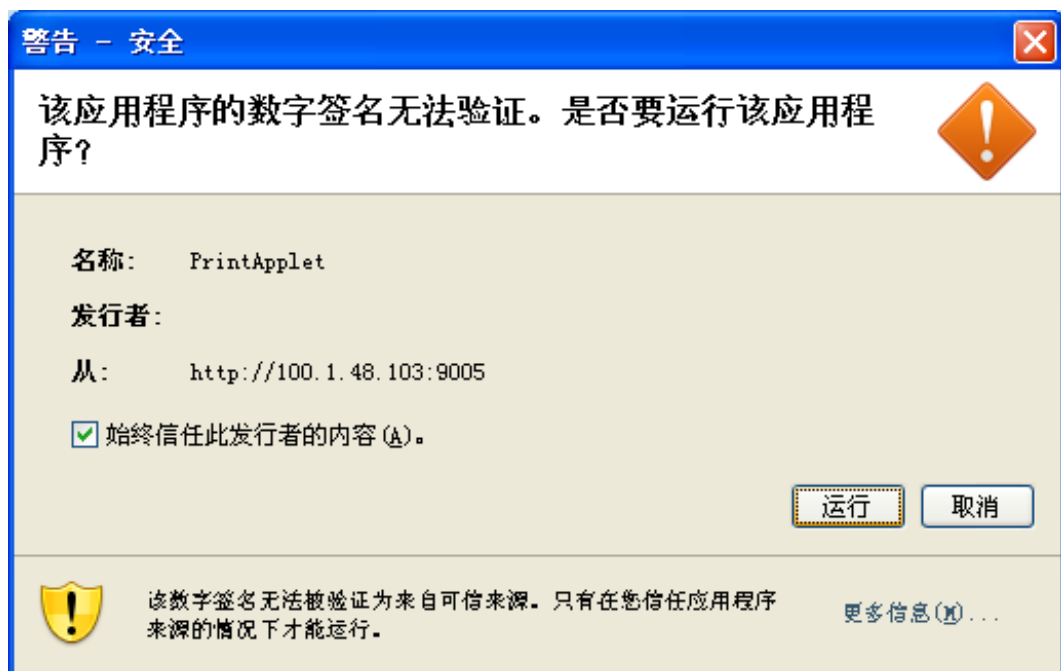 警告 - 安全
该应用程序的数字签名无法验证。是否要运行该应用程
序?
名称: PrintApplet
发行者:
从: http://100.1.48.103:9005
始终信任此发行者的内容(A)。
运行 取消
该数字签名无法被验证为来自可信来源。只有在您信任应用程序 更多信息(M)...
来源的情况下才能运行。